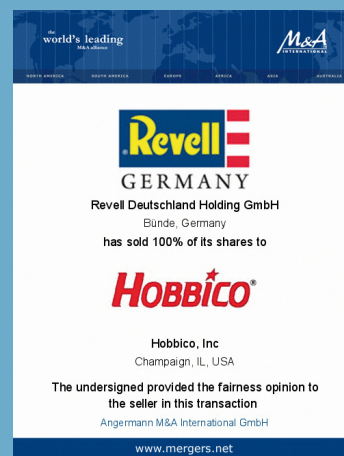 the
world's leading
M&A alliance
M&A
INTERNATIONAL
NORTH AMERICA SOUTH AMERICA EUROPE AFRICA ASIA AUSTRALIA
Revell
GERMANY
Revell Deutschland Holding GmbH
Bünde, Germany
has sold 100% of its shares to
HOBBICO®
Hobbico, Inc
Champaign, IL, USA
The undersigned provided the fairness opinion to
the seller in this transaction
Angermann M&A International GmbH
www.mergers.net